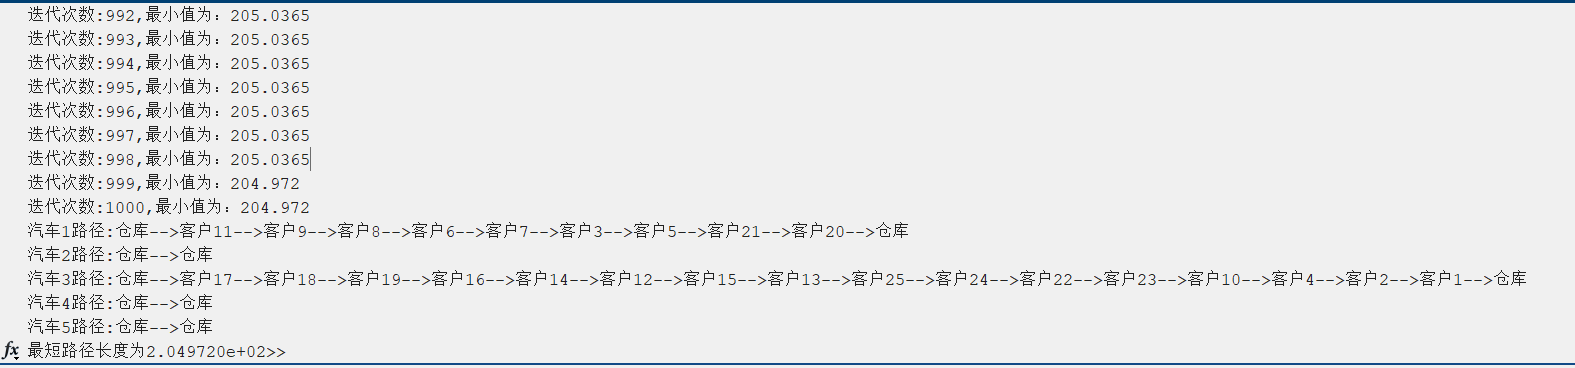 迭代次数:992,最小值为：205.0365
迭代次数:993,最小值为：205.0365
迭代次数:994,最小值为：205.0365
迭代次数:995,最小值为：205.0365
迭代次数:996,最小值为：205.0365
迭代次数:997,最小值为：205.0365
迭代次数:998,最小值为：205.0365
迭代次数:999,最小值为：204.972
迭代次数:1000,最小值为：204.972
汽车1路径:仓库-->客户11-->客户9-->客户8-->客户6-->客户7-->客户3-->客户5-->客户21-->客户20-->仓库
汽车2路径:仓库-->仓库
汽车3路径:仓库-->客户17-->客户18-->客户19-->客户16-->客户14-->客户12-->客户15-->客户13-->客户25-->客户24-->客户22-->客户23-->客户10-->客户4-->客户2-->客户1-->仓库
汽车4路径:仓库-->仓库
汽车5路径:仓库-->仓库
fx 最短路径长度为2.049720e+02>>